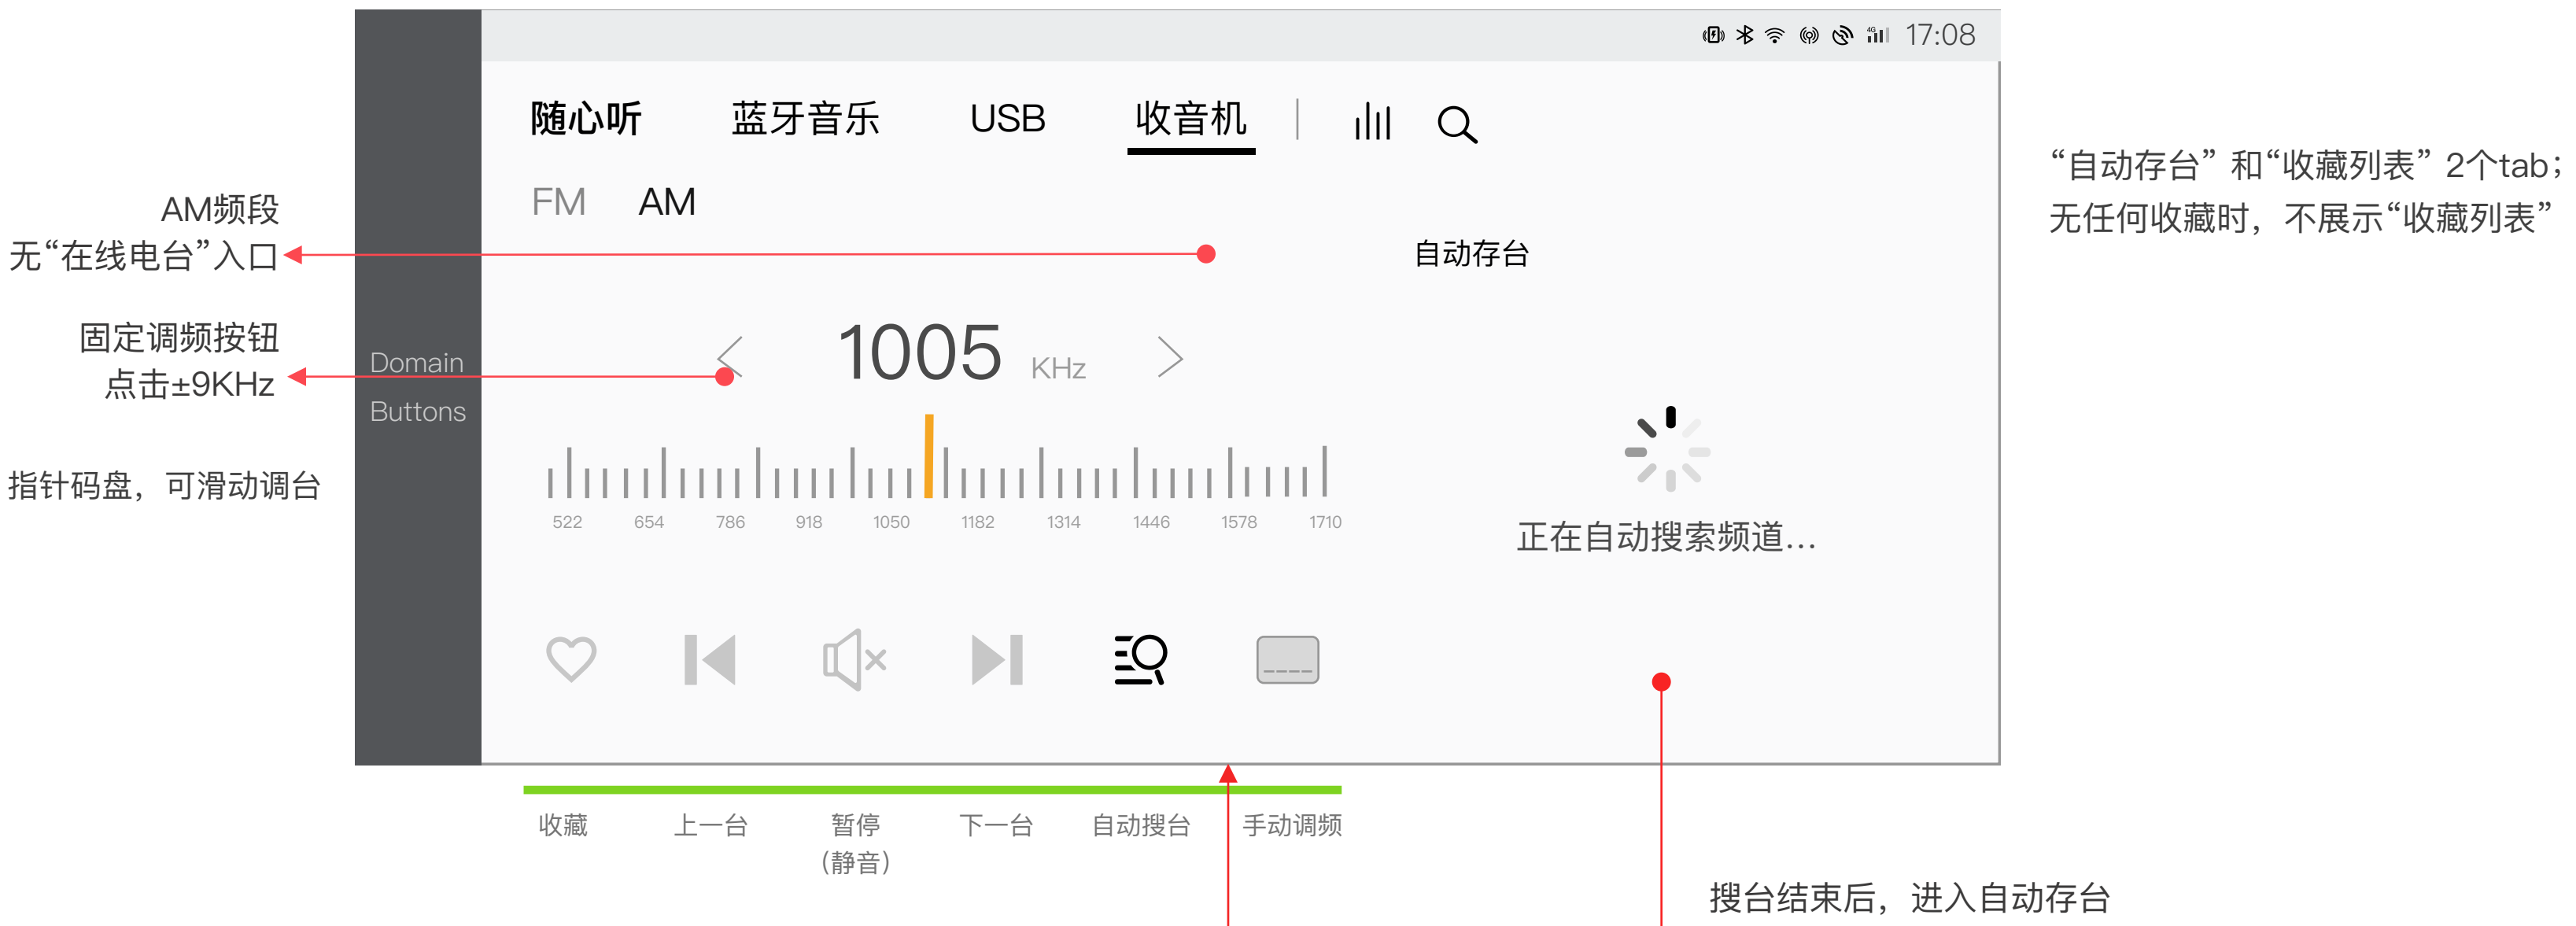 4G 17:08
随心听 蓝牙音乐 USB 收音机
FM AM
自动存台
AM频段
无“在线电台”入口
“自动存台” 和“收藏列表” 2个tab；
无任何收藏时，不展示“收藏列表”
固定调频按钮
点击±9KHz
Domain
Buttons
1005 KHz
指针码盘，可滑动调台
522 654 786 918 1050 1182 1314 1446 1578 1710
正在自动搜索频道...
收藏 上一台 暂停 下一台 自动搜台 手动调频
（静音）
搜台结束后，进入自动存台